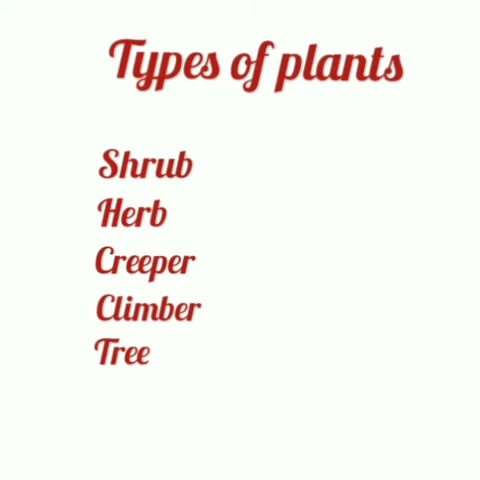 Types of plants
Shrub
Herb
Creeper
Climber
Tree